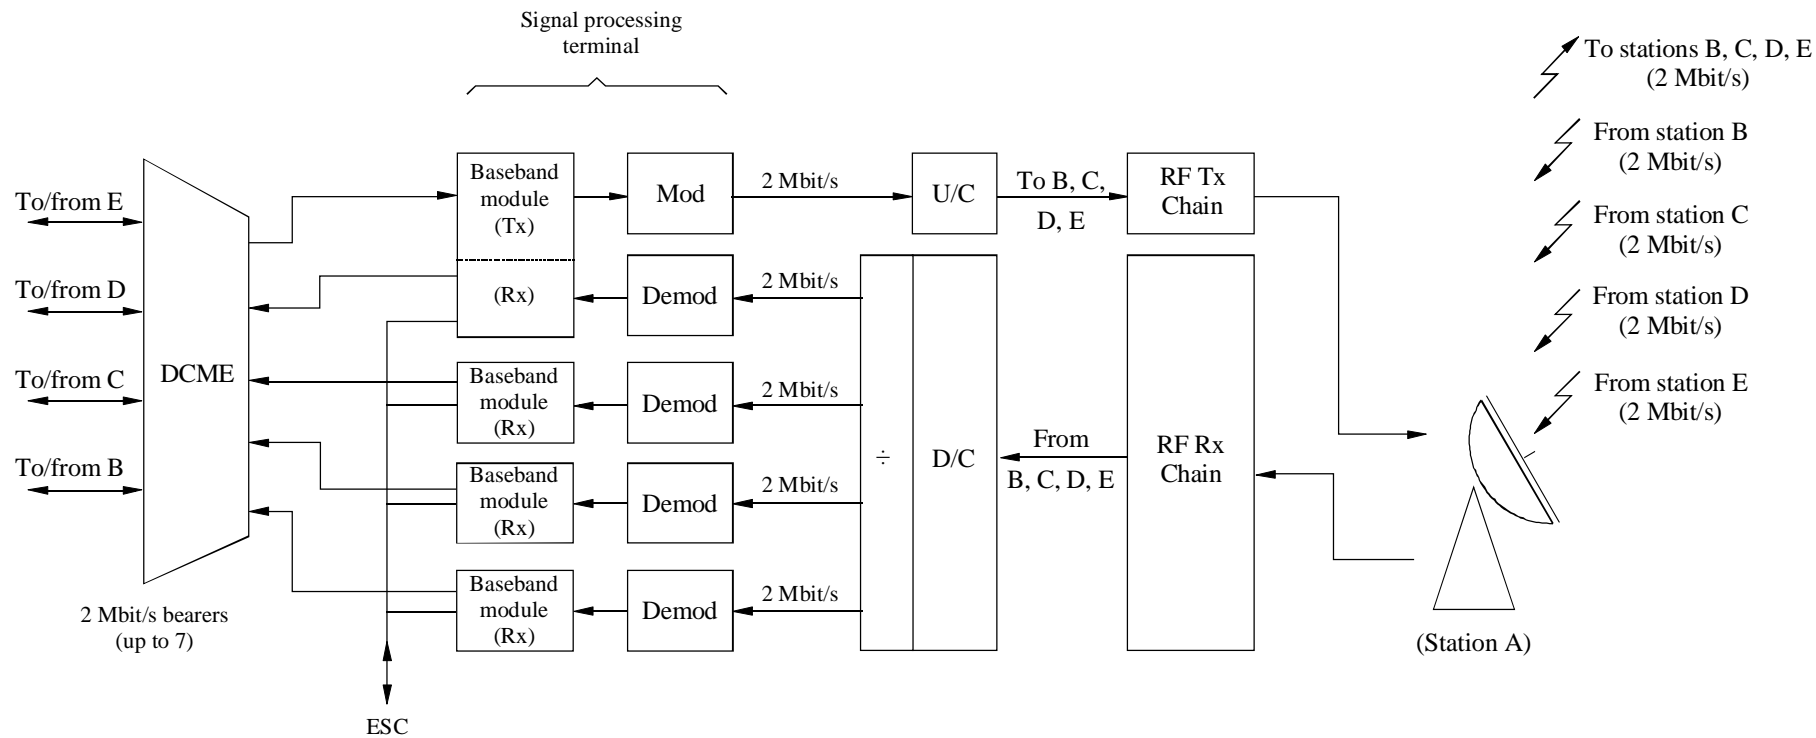 Signal processing
terminal
To stations B, C, D, E
(2 Mbit/s)
From station B
(2 Mbit/s)
From station C
(2 Mbit/s)
From station D
(2 Mbit/s)
From station E
(2 Mbit/s)
To/from E
To/from D
To/from C
To/from B
DCME
2 Mbit/s bearers
(up to 7)
Baseband
module
(Tx)
Mod
2 Mbit/s
U/C
To B, C,
D, E
RF Tx
Chain
(Rx)
Demod
2 Mbit/s
Baseband
module
(Rx)
Demod
2 Mbit/s
Baseband
module
(Rx)
Demod
2 Mbit/s
Baseband
module
(Rx)
Demod
2 Mbit/s
÷
D/C
From
B, C, D, E
RF Rx
Chain
(Station A)
ESC